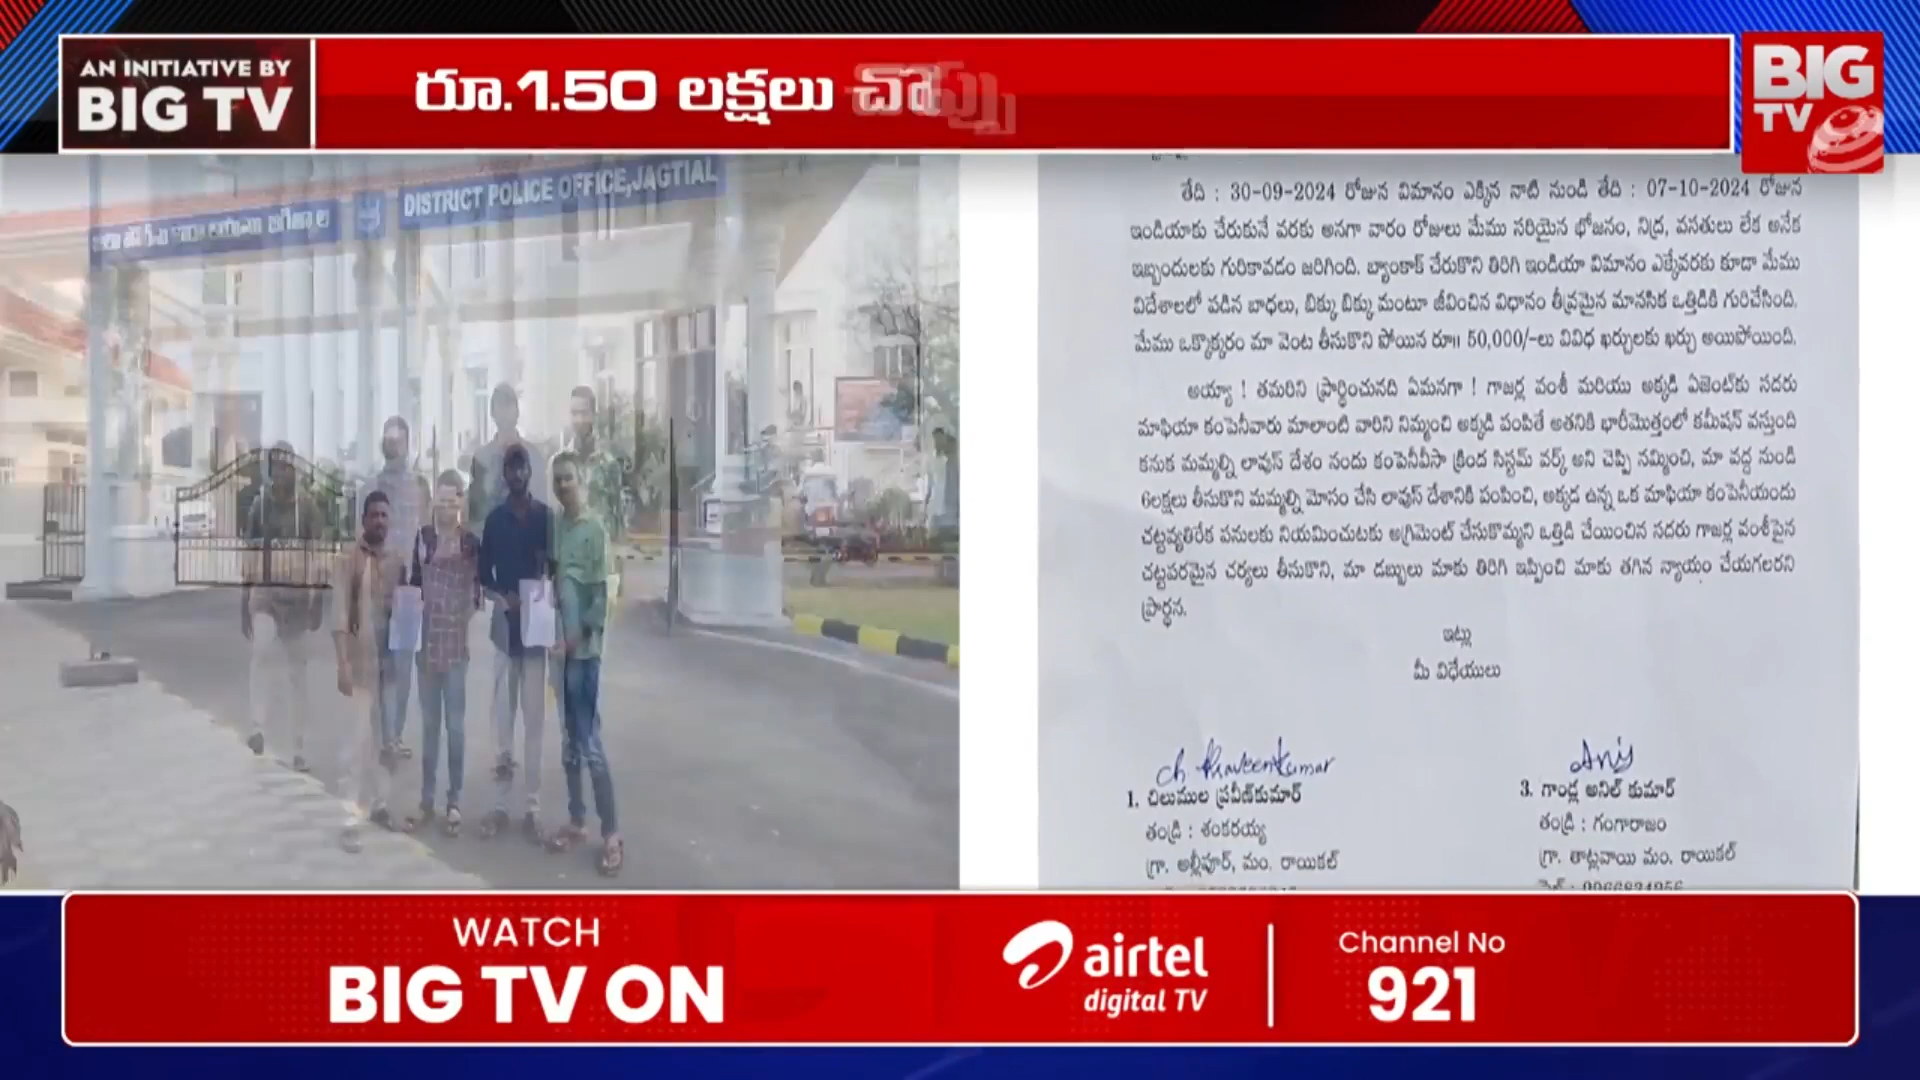 AN INITIATIVE BY
BIG TV
రూ.1.50 లక్షలు చొప్పు
BIG
TV
DISTRICT POLICE OFFICE, JAGTIAL
తేది : 30-09-2024 రోజున విమానం ఎక్కిన నాటి నుండి తేది : 07-10-2024 రోజున
ఇండియాకు చేరుకునే వరకు అనగా వారం రోజులు మేము సరియైన భోజనం, నిద్ర, వసతులు లేక అనేక
ఇబ్బందులకు గురికావడం జరిగింది. బ్యాంకాక్ చేరుకొని తిరిగి ఇండియా విమానం ఎక్కేవరకు కూడా మేము
విదేశాలలో పడిన బాధలు, బిక్కు బిక్కు మంటూ జీవించిన విధానం తీవ్రమైన మానసిక ఒత్తిడికి గురిచేసింది.
మేము ఒక్కొక్కరం మా వెంట తీసుకొని పోయిన రూ॥ 50,000/-లు వివిధ ఖర్చులకు ఖర్చు అయిపోయింది.
అయ్యా ! తమరిని ప్రార్థించునది ఏమనగా ! గాజర్ల వంశీ మరియు అక్కడి ఏజెంట్‌కు సదరు
మాఫియా కంపెనీవారు మాలాంటి వారిని నిమ్మంచి అక్కడి పంపితే అతనికి భారీమొత్తంలో కమీషన్ వస్తుంది
కనుక మమ్మల్ని లావుస్ దేశం నందు కంపెనీవీసా క్రింద సిస్టమ్ వర్క్ అని చెప్పి నమ్మించి, మా వద్ద నుండి
6లక్షలు తీసుకొని మమ్మల్ని మోసం చేసి లావుస్ దేశానికి పంపించి, అక్కడ ఉన్న ఒక మాఫియా కంపెనీయందు
చట్టవ్యతిరేక పనులకు నియమించుటకు అగ్రిమెంట్ చేసుకొమ్మని ఒత్తిడి చేయించిన సదరు గాజర్ల వంశీపైన
చట్టపరమైన చర్యలు తీసుకొని, మా డబ్బులు మాకు తిరిగి ఇప్పించి మాకు తగిన న్యాయం చేయగలరని
ప్రార్థన.
ఇట్లు
మీ విధేయులు
ch PraveenKumar
Anil
1. చిలుముల ప్రవీణ్‌కుమార్
3. గాండ్ల అనిల్ కుమార్
తండ్రి : శంకరయ్య
తండ్రి : గంగారాజం
గ్రా. అల్లీపూర్, మం. రాయికల్
గ్రా. తాట్లవాయి మం. రాయికల్
WATCH
BIG TV ON
airtel
digital TV
Channel No
921